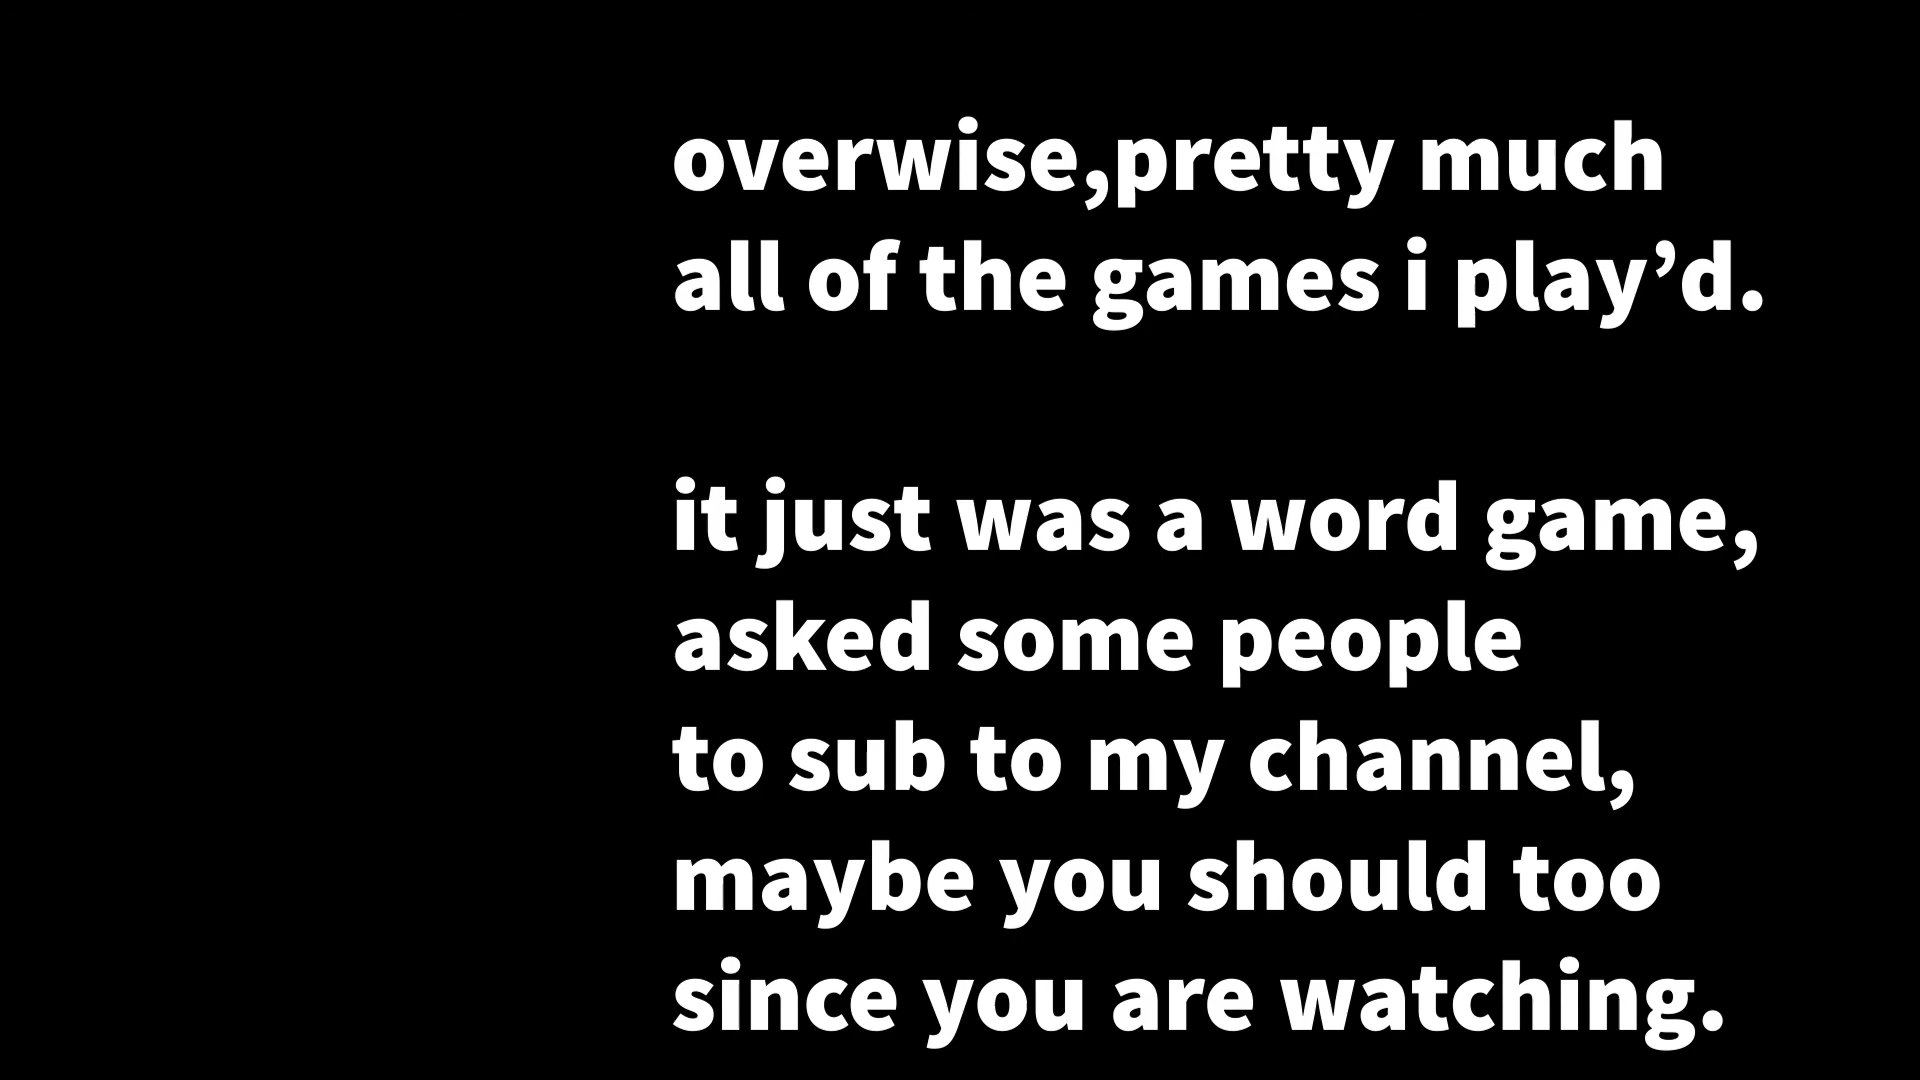 overwise,pretty much
all of the games i play’d.
it just was a word game,
asked some people
to sub to my channel,
maybe you should too
since you are watching.